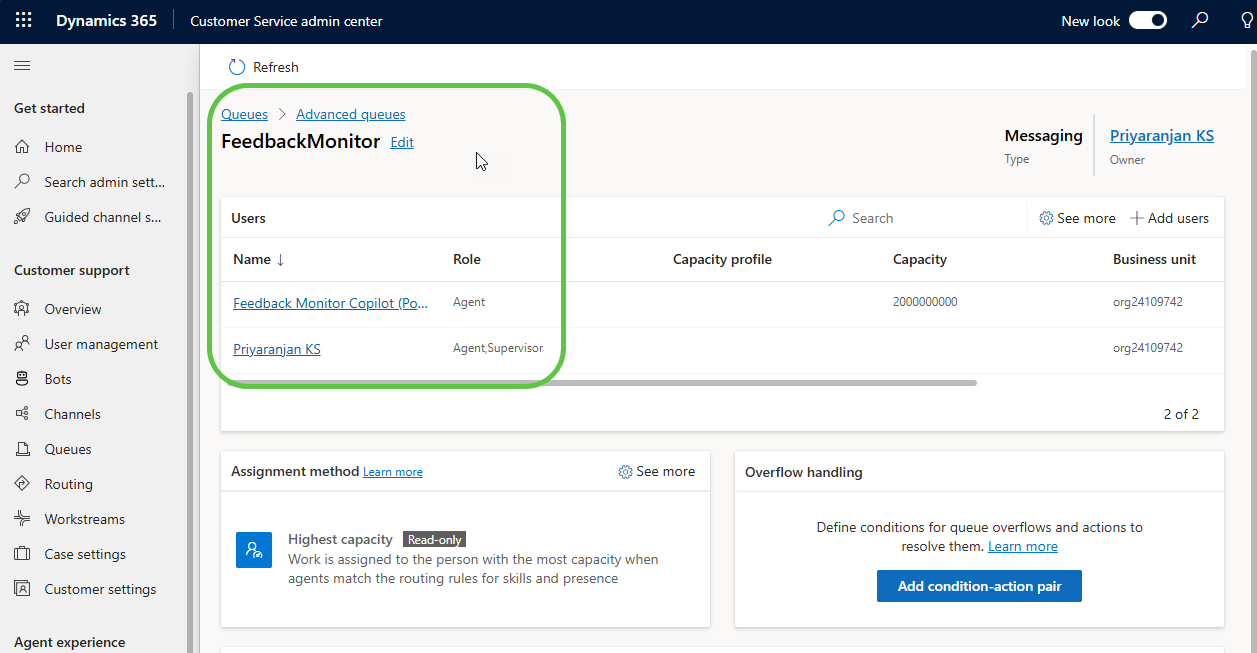 Dynamics 365 Customer Service admin center New look
Refresh
Get started
Home
Search admin sett...
Guided channel s...
Customer support
Overview
User management
Bots
Channels
Queues
Routing
Workstreams
Case settings
Customer settings
Agent experience
Queues > Advanced queues
FeedbackMonitor Edit
Messaging
Type
Priyaranjan KS
Owner
Users Search See more Add users
Name ↓ Role Capacity profile Capacity Business unit
Feedback Monitor Copilot (Po... Agent 2000000000 org24109742
Priyaranjan KS Agent,Supervisor org24109742
2 of 2
Assignment method Learn more See more
Highest capacity Read-only
Work is assigned to the person with the most capacity when
agents match the routing rules for skills and presence
Overflow handling
Define conditions for queue overflows and actions to
resolve them. Learn more
Add condition-action pair